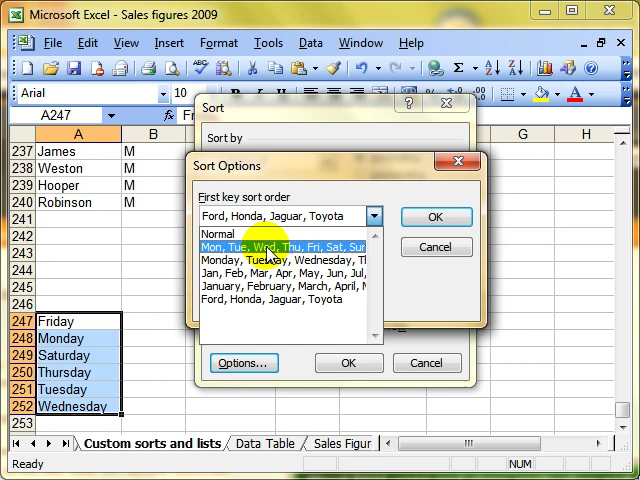 Microsoft Excel - Sales figures 2009
File Edit View Insert Format Tools Data Window Help
Arial 10 B I U
A247
Sort
Sort by
A B G H
237 James M
238 Weston M
239 Hooper M
240 Robinson M
241
242
243
244
245
246
247 Friday
248 Monday
249 Saturday
250 Thursday
251 Tuesday
252 Wednesday
253
Sort Options
First key sort order
Ford, Honda, Jaguar, Toyota
OK
Cancel
Normal
Mon, Tue, Wed, Thu, Fri, Sat, Sun
Monday, Tuesday, Wednesday, Th
Jan, Feb, Mar, Apr, May, Jun, Jul,
January, February, March, April, M
Ford, Honda, Jaguar, Toyota
Options... OK Cancel
Custom sorts and lists Data Table Sales Figur
Ready NUM